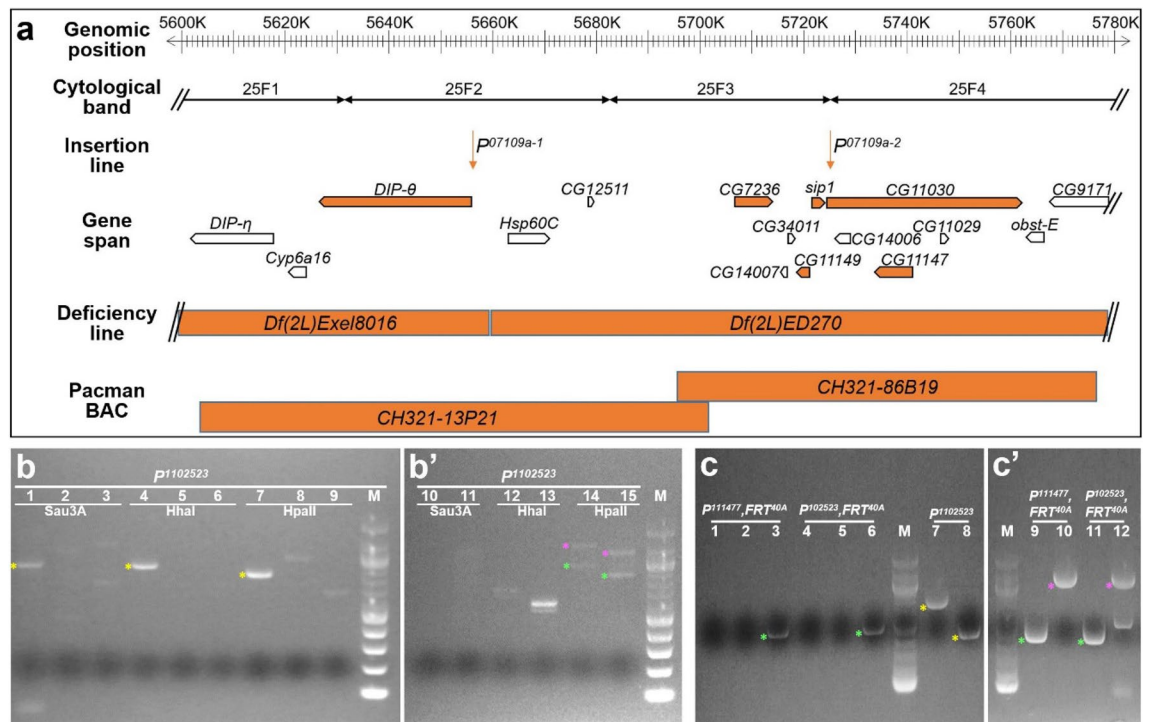 a
Genomic position
5600K 5620K 5640K 5660K 5680K 5700K 5720K 5740K 5760K 5780K
Cytological band
25F1 25F2 25F3 25F4
Insertion line
P07109a-1 P07109a-2
Gene span
DIP-θ CG12511 CG7236 sip1 CG11030 CG9171
DIP-η Hsp60C CG34011 CG14006 CG11029 obst-E
Cyp6a16 CG14007 CG11149 CG11147
Deficiency line
Df(2L)Exel8016 Df(2L)ED270
Pacman BAC
CH321-86B19
CH321-13P21
b
P1102523
1 2 3 4 5 6 7 8 9 M
Sau3A HhaI HpaII
b’
P1102523
10 11 12 13 14 15 M
Sau3A HhaI HpaII
c
P111477,FRT40A P102523,FRT40A P102523
1 2 3 4 5 6 M 7 8
c’
P111477, FRT40A P102523, FRT40A
M 9 10 11 12